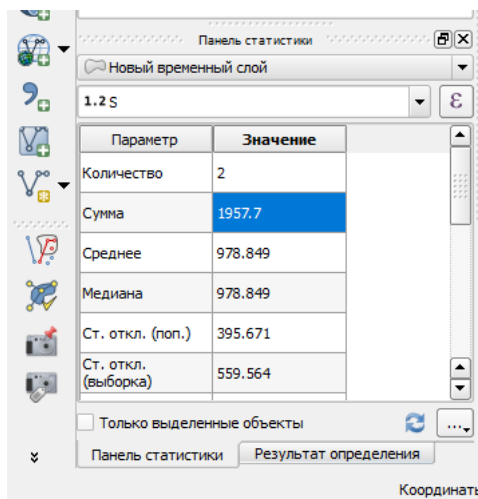 Панель статистики
Новый временный слой
1.2 S
ε
Параметр Значение
Количество 2
Сумма 1957.7
Среднее 978.849
Медиана 978.849
Ст. откл. (поп.) 395.671
Ст. откл.
(выборка) 559.564
Только выделенные объекты
...
Панель статистики Результат определения
Координаты